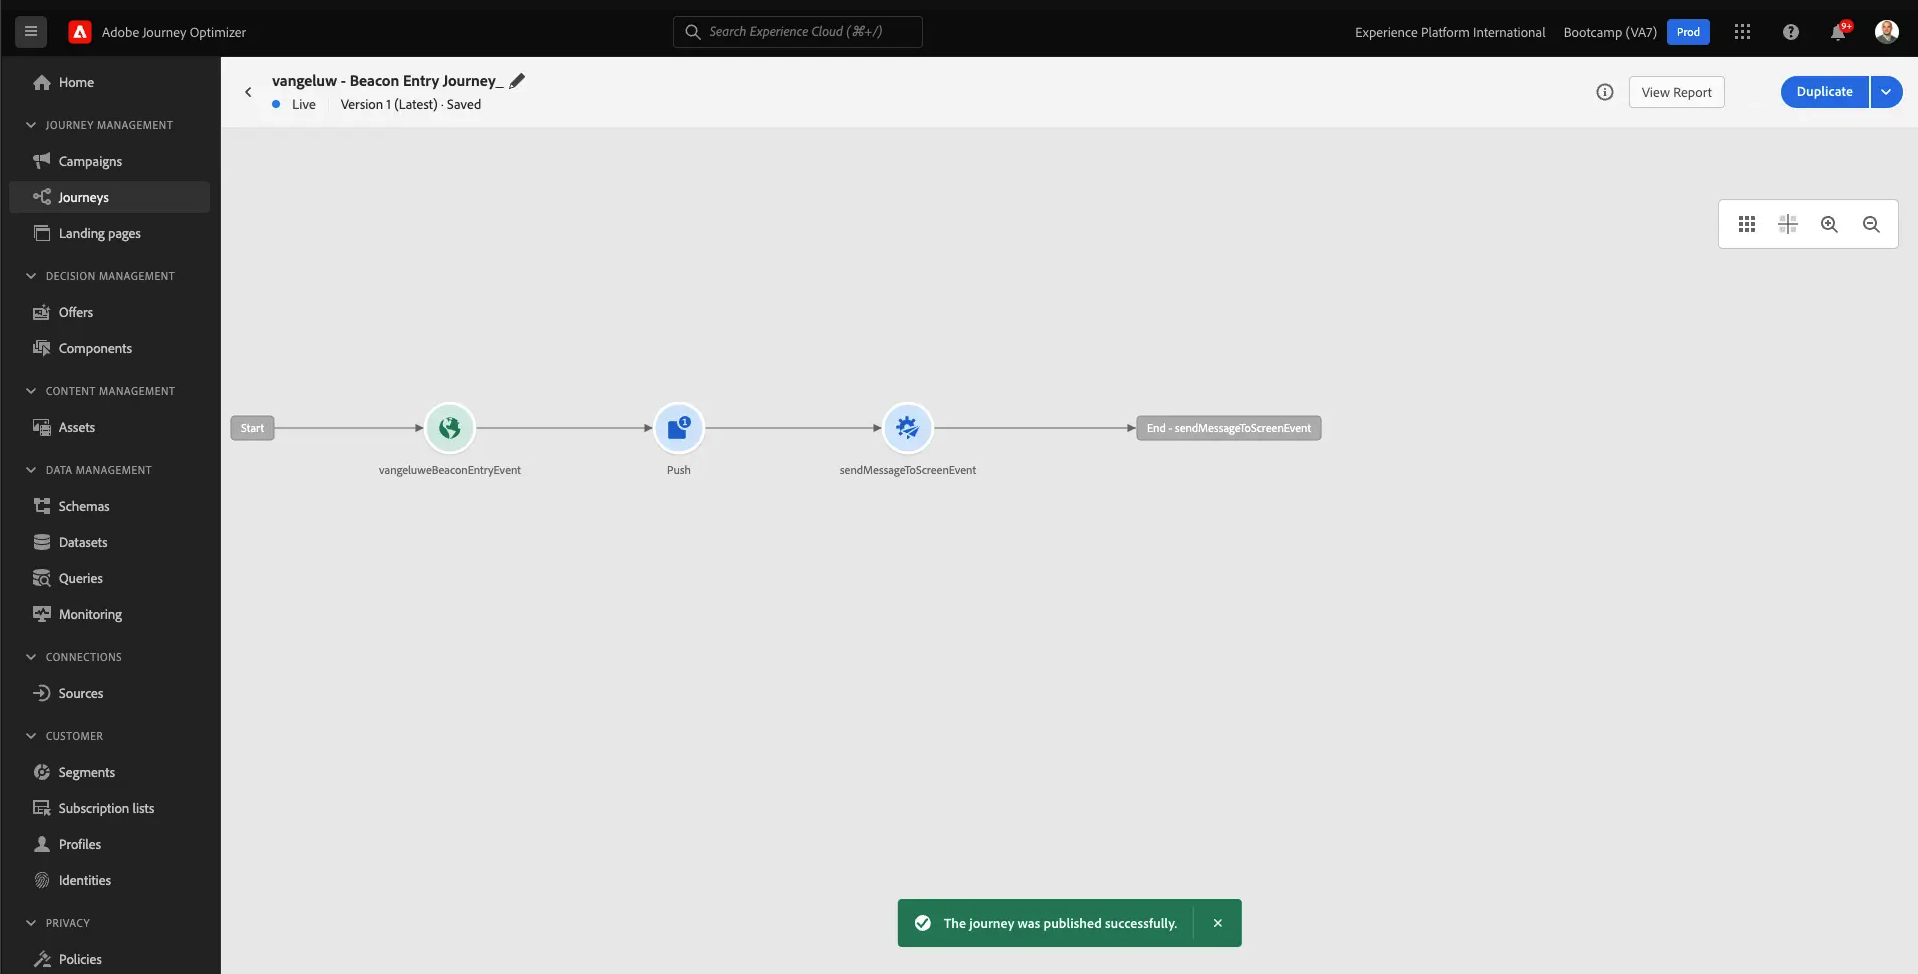 Adobe Journey Optimizer
Search Experience Cloud (⌘+/)
Experience Platform International
Bootcamp (VA7)
Prod
9+
Home
JOURNEY MANAGEMENT
Campaigns
Journeys
Landing pages
DECISION MANAGEMENT
Offers
Components
CONTENT MANAGEMENT
Assets
DATA MANAGEMENT
Schemas
Datasets
Queries
Monitoring
CONNECTIONS
Sources
CUSTOMER
Segments
Subscription lists
Profiles
Identities
PRIVACY
Policies
vangeluw - Beacon Entry Journey_
Live
Version 1 (Latest) · Saved
View Report
Duplicate
Start
1
End - sendMessageToScreenEvent
vangeluweBeaconEntryEvent
Push
sendMessageToScreenEvent
The journey was published successfully.